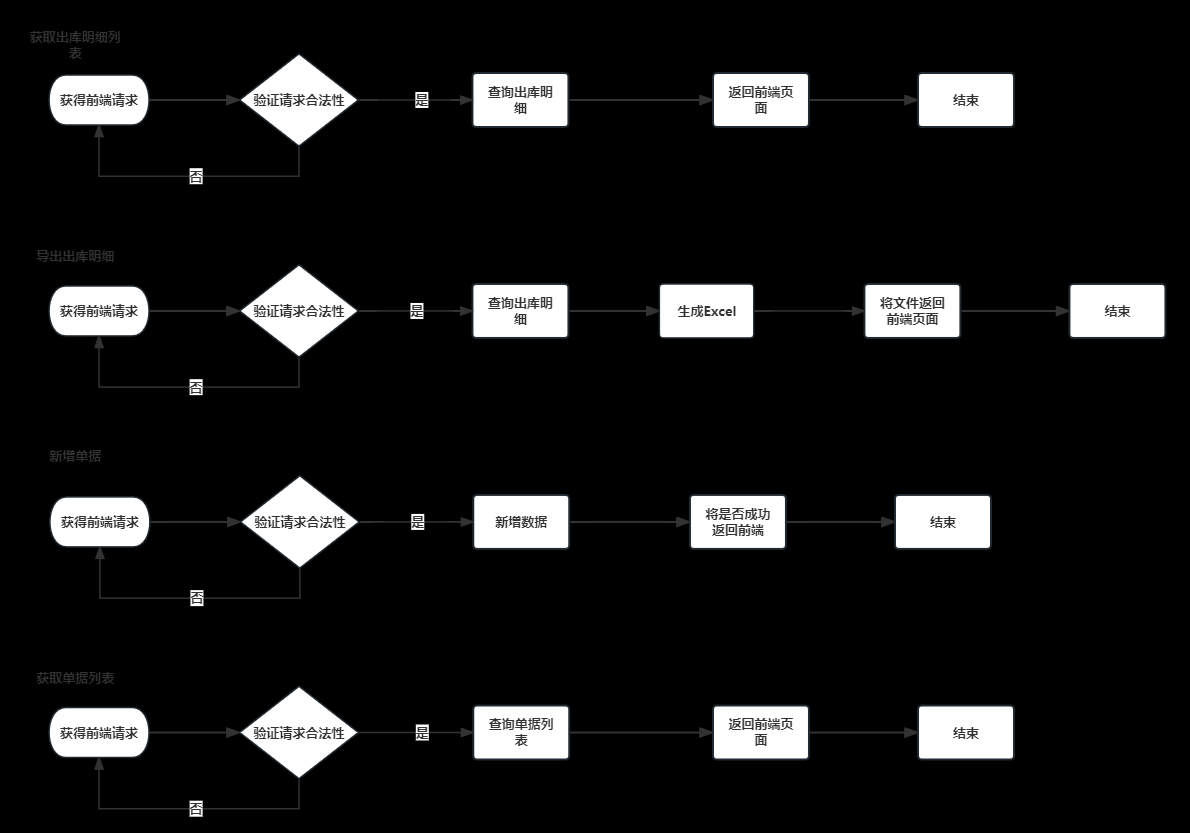 获取出库明细列
表
获得前端请求
验证请求合法性
是
查询出库明
细
返回前端页
面
结束
否
导出出库明细
获得前端请求
验证请求合法性
是
查询出库明
细
生成Excel
将文件返回
前端页面
结束
否
新增单据
获得前端请求
验证请求合法性
是
新增数据
将是否成功
返回前端
结束
否
获取单据列表
获得前端请求
验证请求合法性
是
查询单据列
表
返回前端页
面
结束
否